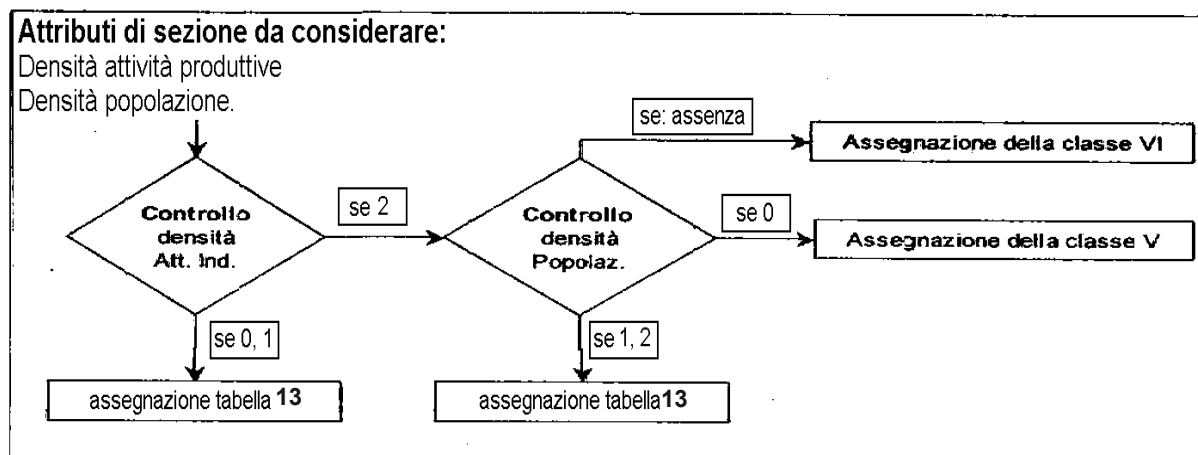 Attributi di sezione da considerare:
Densità attività produttive
Densità popolazione.
se: assenza
Assegnazione della classe VI
Controllo
densità
Att. Ind.
se 2
Controllo
densità
Popolaz.
se 0
Assegnazione della classe V
se 0, 1
se 1, 2
assegnazione tabella 13
assegnazione tabella13